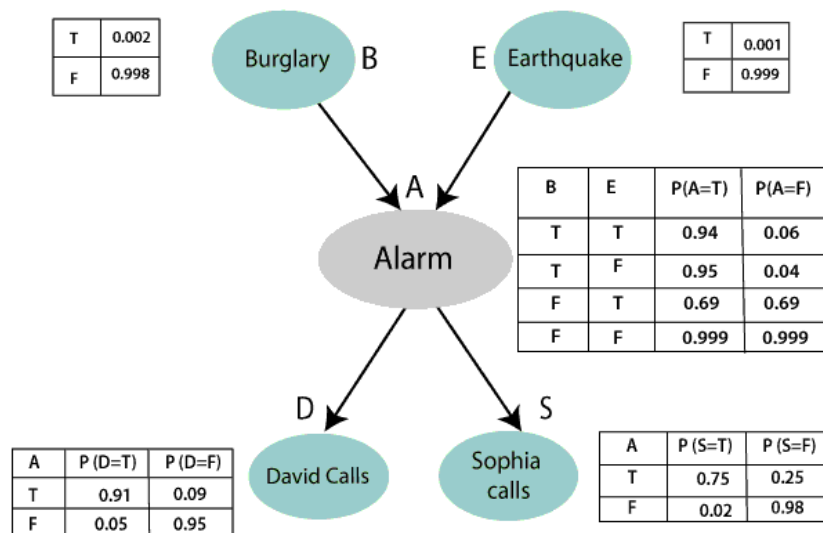 T 0.002
F 0.998
Burglary B
E Earthquake
T 0.001
F 0.999
A
Alarm
B E P(A=T) P(A=F)
T T 0.94 0.06
T F 0.95 0.04
F T 0.69 0.69
F F 0.999 0.999
D
S
A P (D=T) P (D=F)
T 0.91 0.09
F 0.05 0.95
David Calls
Sophia
calls
A P (S=T) P (S=F)
T 0.75 0.25
F 0.02 0.98